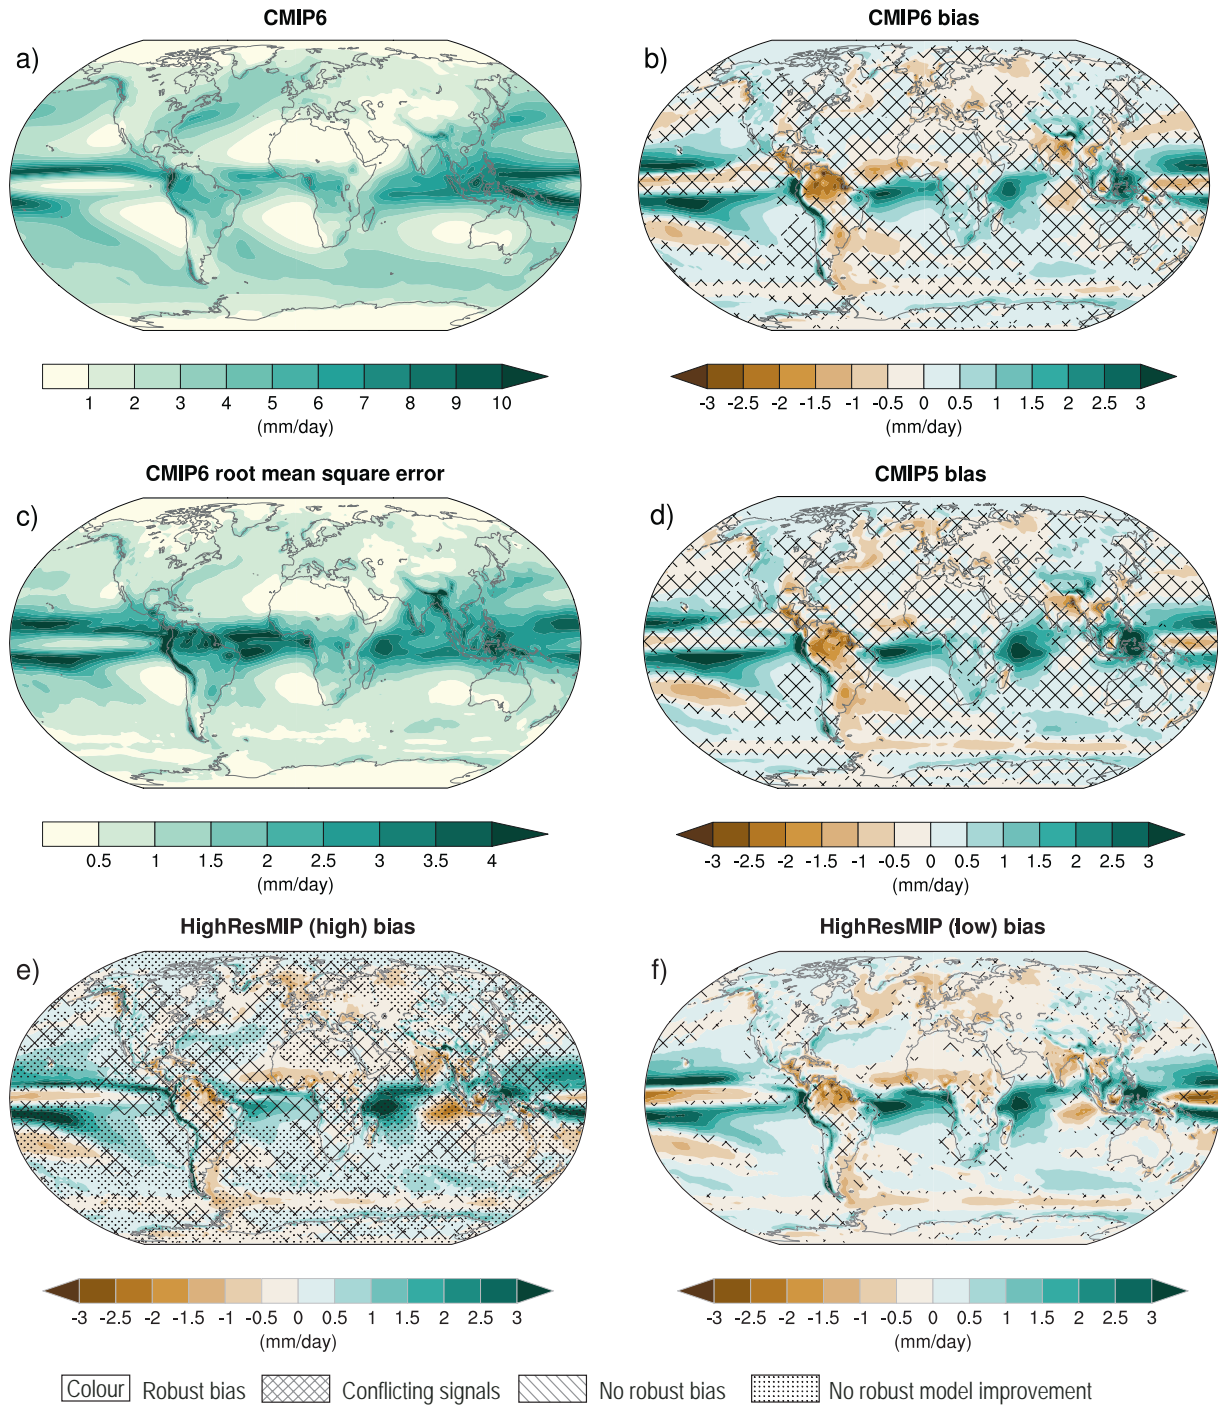 CMIP6
CMIP6 bias
a)
b)
1 2 3 4 5 6 7 8 9 10
(mm/day)
-3 -2.5 -2 -1.5 -1 -0.5 0 0.5 1 1.5 2 2.5 3
(mm/day)
CMIP6 root mean square error
CMIP5 bias
c)
d)
0.5 1 1.5 2 2.5 3 3.5 4
(mm/day)
-3 -2.5 -2 -1.5 -1 -0.5 0 0.5 1 1.5 2 2.5 3
(mm/day)
HighResMIP (high) bias
HighResMIP (low) bias
e)
f)
-3 -2.5 -2 -1.5 -1 -0.5 0 0.5 1 1.5 2 2.5 3
(mm/day)
-3 -2.5 -2 -1.5 -1 -0.5 0 0.5 1 1.5 2 2.5 3
(mm/day)
Colour Robust bias Conflicting signals No robust bias No robust model improvement